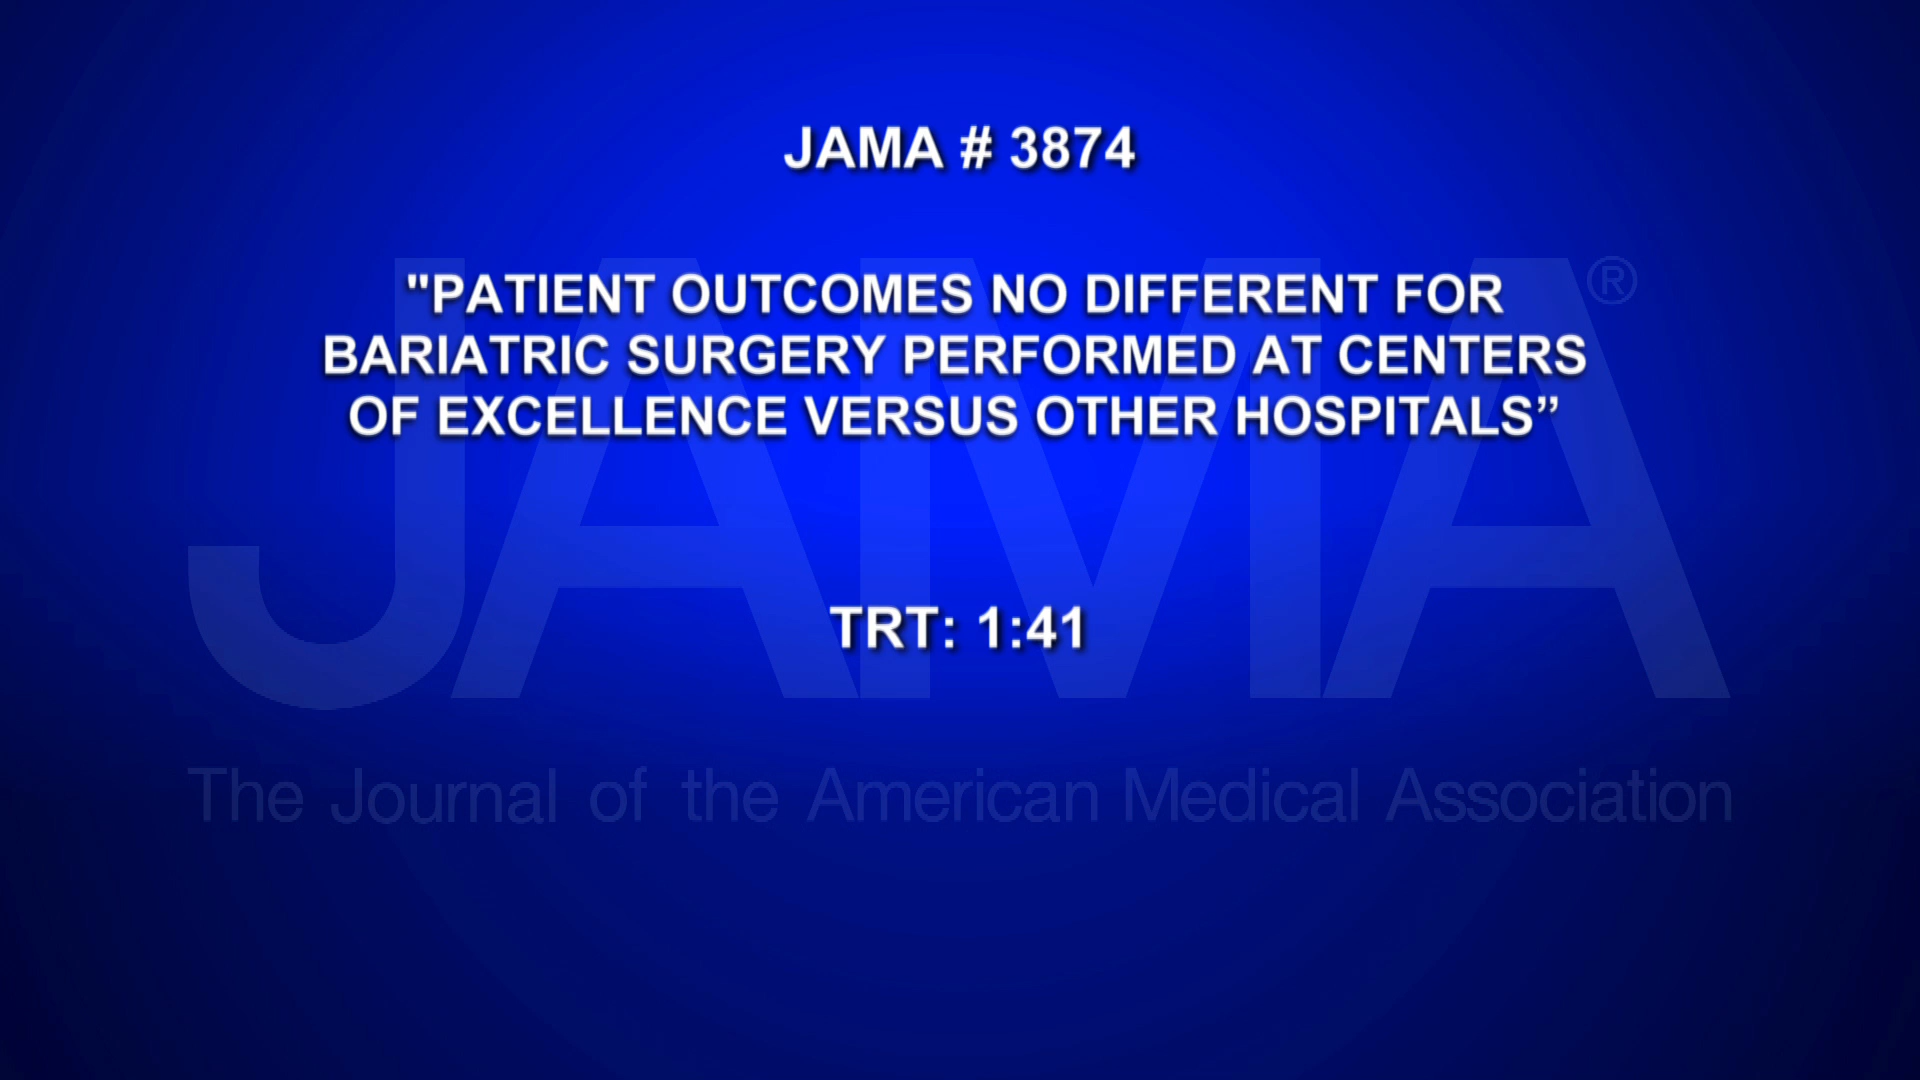 JAMA # 3874
"PATIENT OUTCOMES NO DIFFERENT FOR
BARIATRIC SURGERY PERFORMED AT CENTERS
OF EXCELLENCE VERSUS OTHER HOSPITALS”
JAMA®
TRT: 1:41
The Journal of the American Medical Association